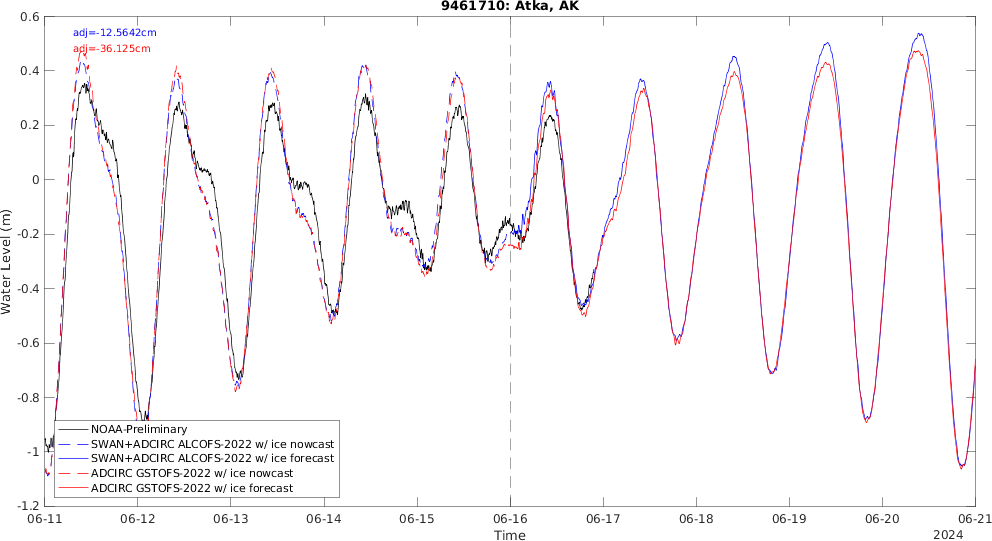 9461710: Atka, AK
adj=-12.5642cm
adj=-36.125cm
Water Level (m)
0.6
0.4
0.2
0
-0.2
-0.4
-0.6
-0.8
-1
-1.2
NOAA-Preliminary
SWAN+ADCIRC ALCOFS-2022 w/ ice nowcast
SWAN+ADCIRC ALCOFS-2022 w/ ice forecast
ADCIRC GSTOFS-2022 w/ ice nowcast
ADCIRC GSTOFS-2022 w/ ice forecast
06-11 06-12 06-13 06-14 06-15 06-16 06-17 06-18 06-19 06-20 06-21
Time
2024